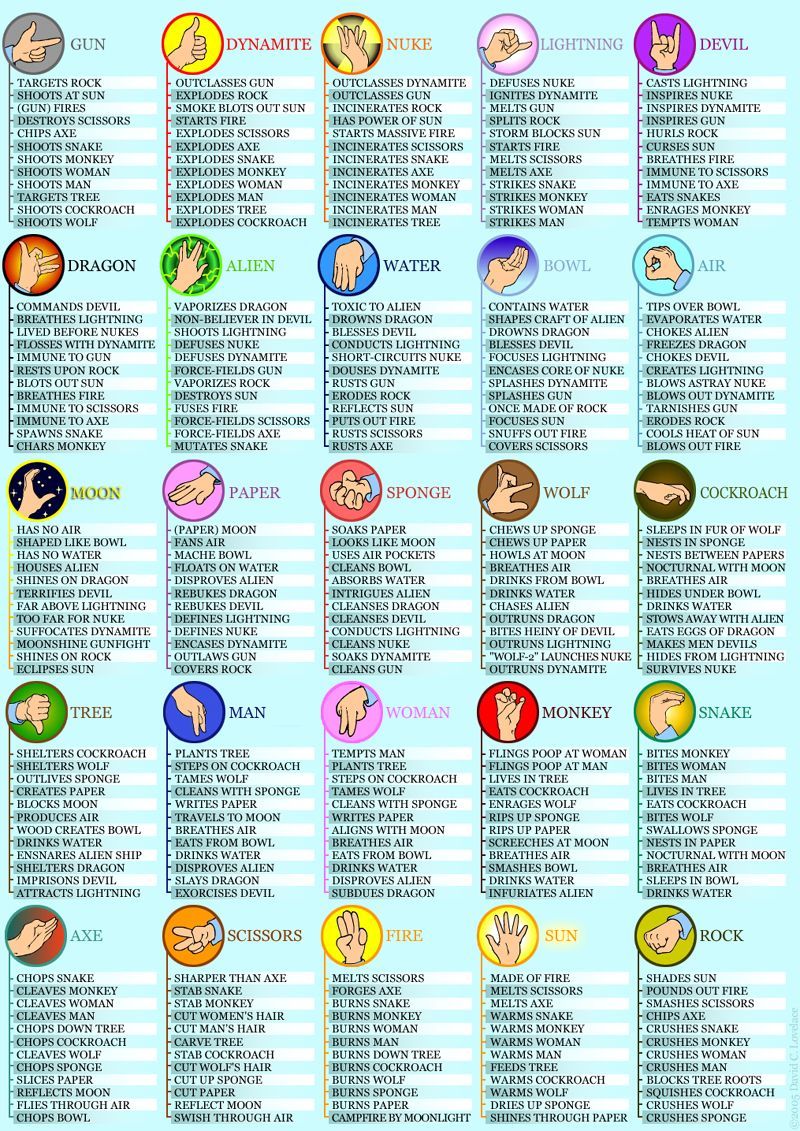 GUN
TARGETS ROCK
SHOOTS AT SUN
(GUN) FIRES
DESTROYS SCISSORS
CHIPS AXE
SHOOTS SNAKE
SHOOTS MONKEY
SHOOTS WOMAN
SHOOTS MAN
TARGETS TREE
SHOOTS COCKROACH
SHOOTS WOLF
DYNAMITE
OUTCLASSES GUN
EXPLODES ROCK
SMOKE BLOTS OUT SUN
STARTS FIRE
EXPLODES SCISSORS
EXPLODES AXE
EXPLODES SNAKE
EXPLODES MONKEY
EXPLODES WOMAN
EXPLODES MAN
EXPLODES TREE
EXPLODES COCKROACH
NUKE
OUTCLASSES DYNAMITE
OUTCLASSES GUN
INCINERATES ROCK
HAS POWER OF SUN
STARTS MASSIVE FIRE
INCINERATES SCISSORS
INCINERATES SNAKE
INCINERATES AXE
INCINERATES MONKEY
INCINERATES WOMAN
INCINERATES MAN
INCINERATES TREE
LIGHTNING
DEFUSES NUKE
IGNITES DYNAMITE
MELTS GUN
SPLITS ROCK
STORM BLOCKS SUN
STARTS FIRE
MELTS SCISSORS
MELTS AXE
STRIKES SNAKE
STRIKES MONKEY
STRIKES WOMAN
STRIKES MAN
DEVIL
CASTS LIGHTNING
INSPIRES NUKE
INSPIRES DYNAMITE
INSPIRES GUN
HURLS ROCK
CURSES SUN
BREATHES FIRE
IMMUNE TO SCISSORS
IMMUNE TO AXE
EATS SNAKES
ENRAGES MONKEY
TEMPTS WOMAN
DRAGON
COMMANDS DEVIL
BREATHES LIGHTNING
LIVED BEFORE NUKES
FLOSSES WITH DYNAMITE
IMMUNE TO GUN
RESTS UPON ROCK
BLOTS OUT SUN
BREATHES FIRE
IMMUNE TO SCISSORS
IMMUNE TO AXE
SPAWNS SNAKE
CHARS MONKEY
ALIEN
VAPORIZES DRAGON
NON-BELIEVER IN DEVIL
SHOOTS LIGHTNING
DEFUSES NUKE
DEFUSES DYNAMITE
FORCE-FIELDS GUN
VAPORIZES ROCK
DESTROYS SUN
FUSES FIRE
FORCE-FIELDS SCISSORS
FORCE-FIELDS AXE
MUTATES SNAKE
WATER
TOXIC TO ALIEN
DROWNS DRAGON
BLESSES DEVIL
CONDUCTS LIGHTNING
SHORT-CIRCUITS NUKE
DOUSES DYNAMITE
RUSTS GUN
ERODES ROCK
REFLECTS SUN
PUTS OUT FIRE
RUSTS SCISSORS
RUSTS AXE
BOWL
CONTAINS WATER
SHAPES CRAFT OF ALIEN
DROWNS DRAGON
BLESSES DEVIL
FOCUSES LIGHTNING
ENCASES CORE OF NUKE
SPLASHES DYNAMITE
SPLASHES GUN
ONCE MADE OF ROCK
FOCUSES SUN
SNUFFS OUT FIRE
COVERS SCISSORS
AIR
TIPS OVER BOWL
EVAPORATES WATER
CHOKES ALIEN
FREEZES DRAGON
CHOKES DEVIL
CREATES LIGHTNING
BLOWS ASTRAY NUKE
BLOWS OUT DYNAMITE
TARNISHES GUN
ERODES ROCK
COOLS HEAT OF SUN
BLOWS OUT FIRE
MOON
HAS NO AIR
SHAPED LIKE BOWL
HAS NO WATER
HOUSES ALIEN
SHINES ON DRAGON
TERRIFIES DEVIL
FAR ABOVE LIGHTNING
TOO FAR FOR NUKE
SUFFOCATES DYNAMITE
MOONSHINE GUNFIGHT
SHINES ON ROCK
ECLIPSES SUN
PAPER
(PAPER) MOON
FANS AIR
MACHE BOWL
FLOATS ON WATER
DISPROVES ALIEN
REBUKES DRAGON
REBUKES DEVIL
DEFINES LIGHTNING
DEFINES NUKE
ENCASES DYNAMITE
OUTLAWS GUN
COVERS ROCK
SPONGE
SOAKS PAPER
LOOKS LIKE MOON
USES AIR POCKETS
CLEANS BOWL
ABSORBS WATER
INTRIGUES ALIEN
CLEANSES DRAGON
CLEANSES DEVIL
CONDUCTS LIGHTNING
CLEANS NUKE
SOAKS DYNAMITE
CLEANS GUN
WOLF
CHEWS UP SPONGE
CHEWS UP PAPER
HOWLS AT MOON
BREATHES AIR
DRINKS FROM BOWL
DRINKS WATER
CHASES ALIEN
OUTRUNS DRAGON
BITES HEINY OF DEVIL
OUTRUNS LIGHTNING
"WOLF-2" LAUNCHES NUKE
OUTRUNS DYNAMITE
COCKROACH
SLEEPS IN FUR OF WOLF
NESTS IN SPONGE
NESTS BETWEEN PAPERS
NOCTURNAL WITH MOON
BREATHES AIR
HIDES UNDER BOWL
DRINKS WATER
STOWS AWAY WITH ALIEN
EATS EGGS OF DRAGON
MAKES MEN DEVILS
HIDES FROM LIGHTNING
SURVIVES NUKE
TREE
SHELTERS COCKROACH
SHELTERS WOLF
OUTLIVES SPONGE
CREATES PAPER
BLOCKS MOON
PRODUCES AIR
WOOD CREATES BOWL
DRINKS WATER
ENSNARES ALIEN SHIP
SHELTERS DRAGON
IMPRISONS DEVIL
ATTRACTS LIGHTNING
MAN
PLANTS TREE
STEPS ON COCKROACH
TAMES WOLF
CLEANS WITH SPONGE
WRITES PAPER
TRAVELS TO MOON
BREATHES AIR
EATS FROM BOWL
DRINKS WATER
DISPROVES ALIEN
SLAYS DRAGON
EXORCISES DEVIL
WOMAN
TEMPTS MAN
PLANTS TREE
STEPS ON COCKROACH
TAMES WOLF
CLEANS WITH SPONGE
WRITES PAPER
ALIGNS WITH MOON
BREATHES AIR
EATS FROM BOWL
DRINKS WATER
DISPROVES ALIEN
SUBDUES DRAGON
MONKEY
FLINGS POOP AT WOMAN
FLINGS POOP AT MAN
LIVES IN TREE
EATS COCKROACH
ENRAGES WOLF
RIPS UP SPONGE
RIPS UP PAPER
SCREECHES AT MOON
BREATHES AIR
SMASHES BOWL
DRINKS WATER
INFURIATES ALIEN
SNAKE
BITES MONKEY
BITES WOMAN
BITES MAN
LIVES IN TREE
EATS COCKROACH
BITES WOLF
SWALLOWS SPONGE
NESTS IN PAPER
NOCTURNAL WITH MOON
BREATHES AIR
SLEEPS IN BOWL
DRINKS WATER
AXE
CHOPS SNAKE
CLEAVES MONKEY
CLEAVES WOMAN
CLEAVES MAN
CHOPS DOWN TREE
CHOPS COCKROACH
CLEAVES WOLF
CHOPS SPONGE
SLICES PAPER
REFLECTS MOON
FLIES THROUGH AIR
CHOPS BOWL
SCISSORS
SHARPER THAN AXE
STAB SNAKE
STAB MONKEY
CUT WOMEN'S HAIR
CUT MAN'S HAIR
CARVE TREE
STAB COCKROACH
CUT WOLF'S HAIR
CUT UP SPONGE
CUT PAPER
REFLECT MOON
SWISH THROUGH AIR
FIRE
MELTS SCISSORS
FORGES AXE
BURNS SNAKE
BURNS MONKEY
BURNS WOMAN
BURNS MAN
BURNS DOWN TREE
BURNS COCKROACH
BURNS WOLF
BURNS SPONGE
BURNS PAPER
CAMPFIRE BY MOONLIGHT
SUN
MADE OF FIRE
MELTS SCISSORS
MELTS AXE
WARMS SNAKE
WARMS MONKEY
WARMS WOMAN
WARMS MAN
FEEDS TREE
WARMS COCKROACH
WARMS WOLF
DRIES UP SPONGE
SHINES THROUGH PAPER
ROCK
SHADES SUN
POUNDS OUT FIRE
SMASHES SCISSORS
CHIPS AXE
CRUSHES SNAKE
CRUSHES MONKEY
CRUSHES WOMAN
CRUSHES MAN
BLOCKS TREE ROOTS
SQUISHES COCKROACH
CRUSHES WOLF
CRUSHES SPONGE
©2005 David C. Lovelace